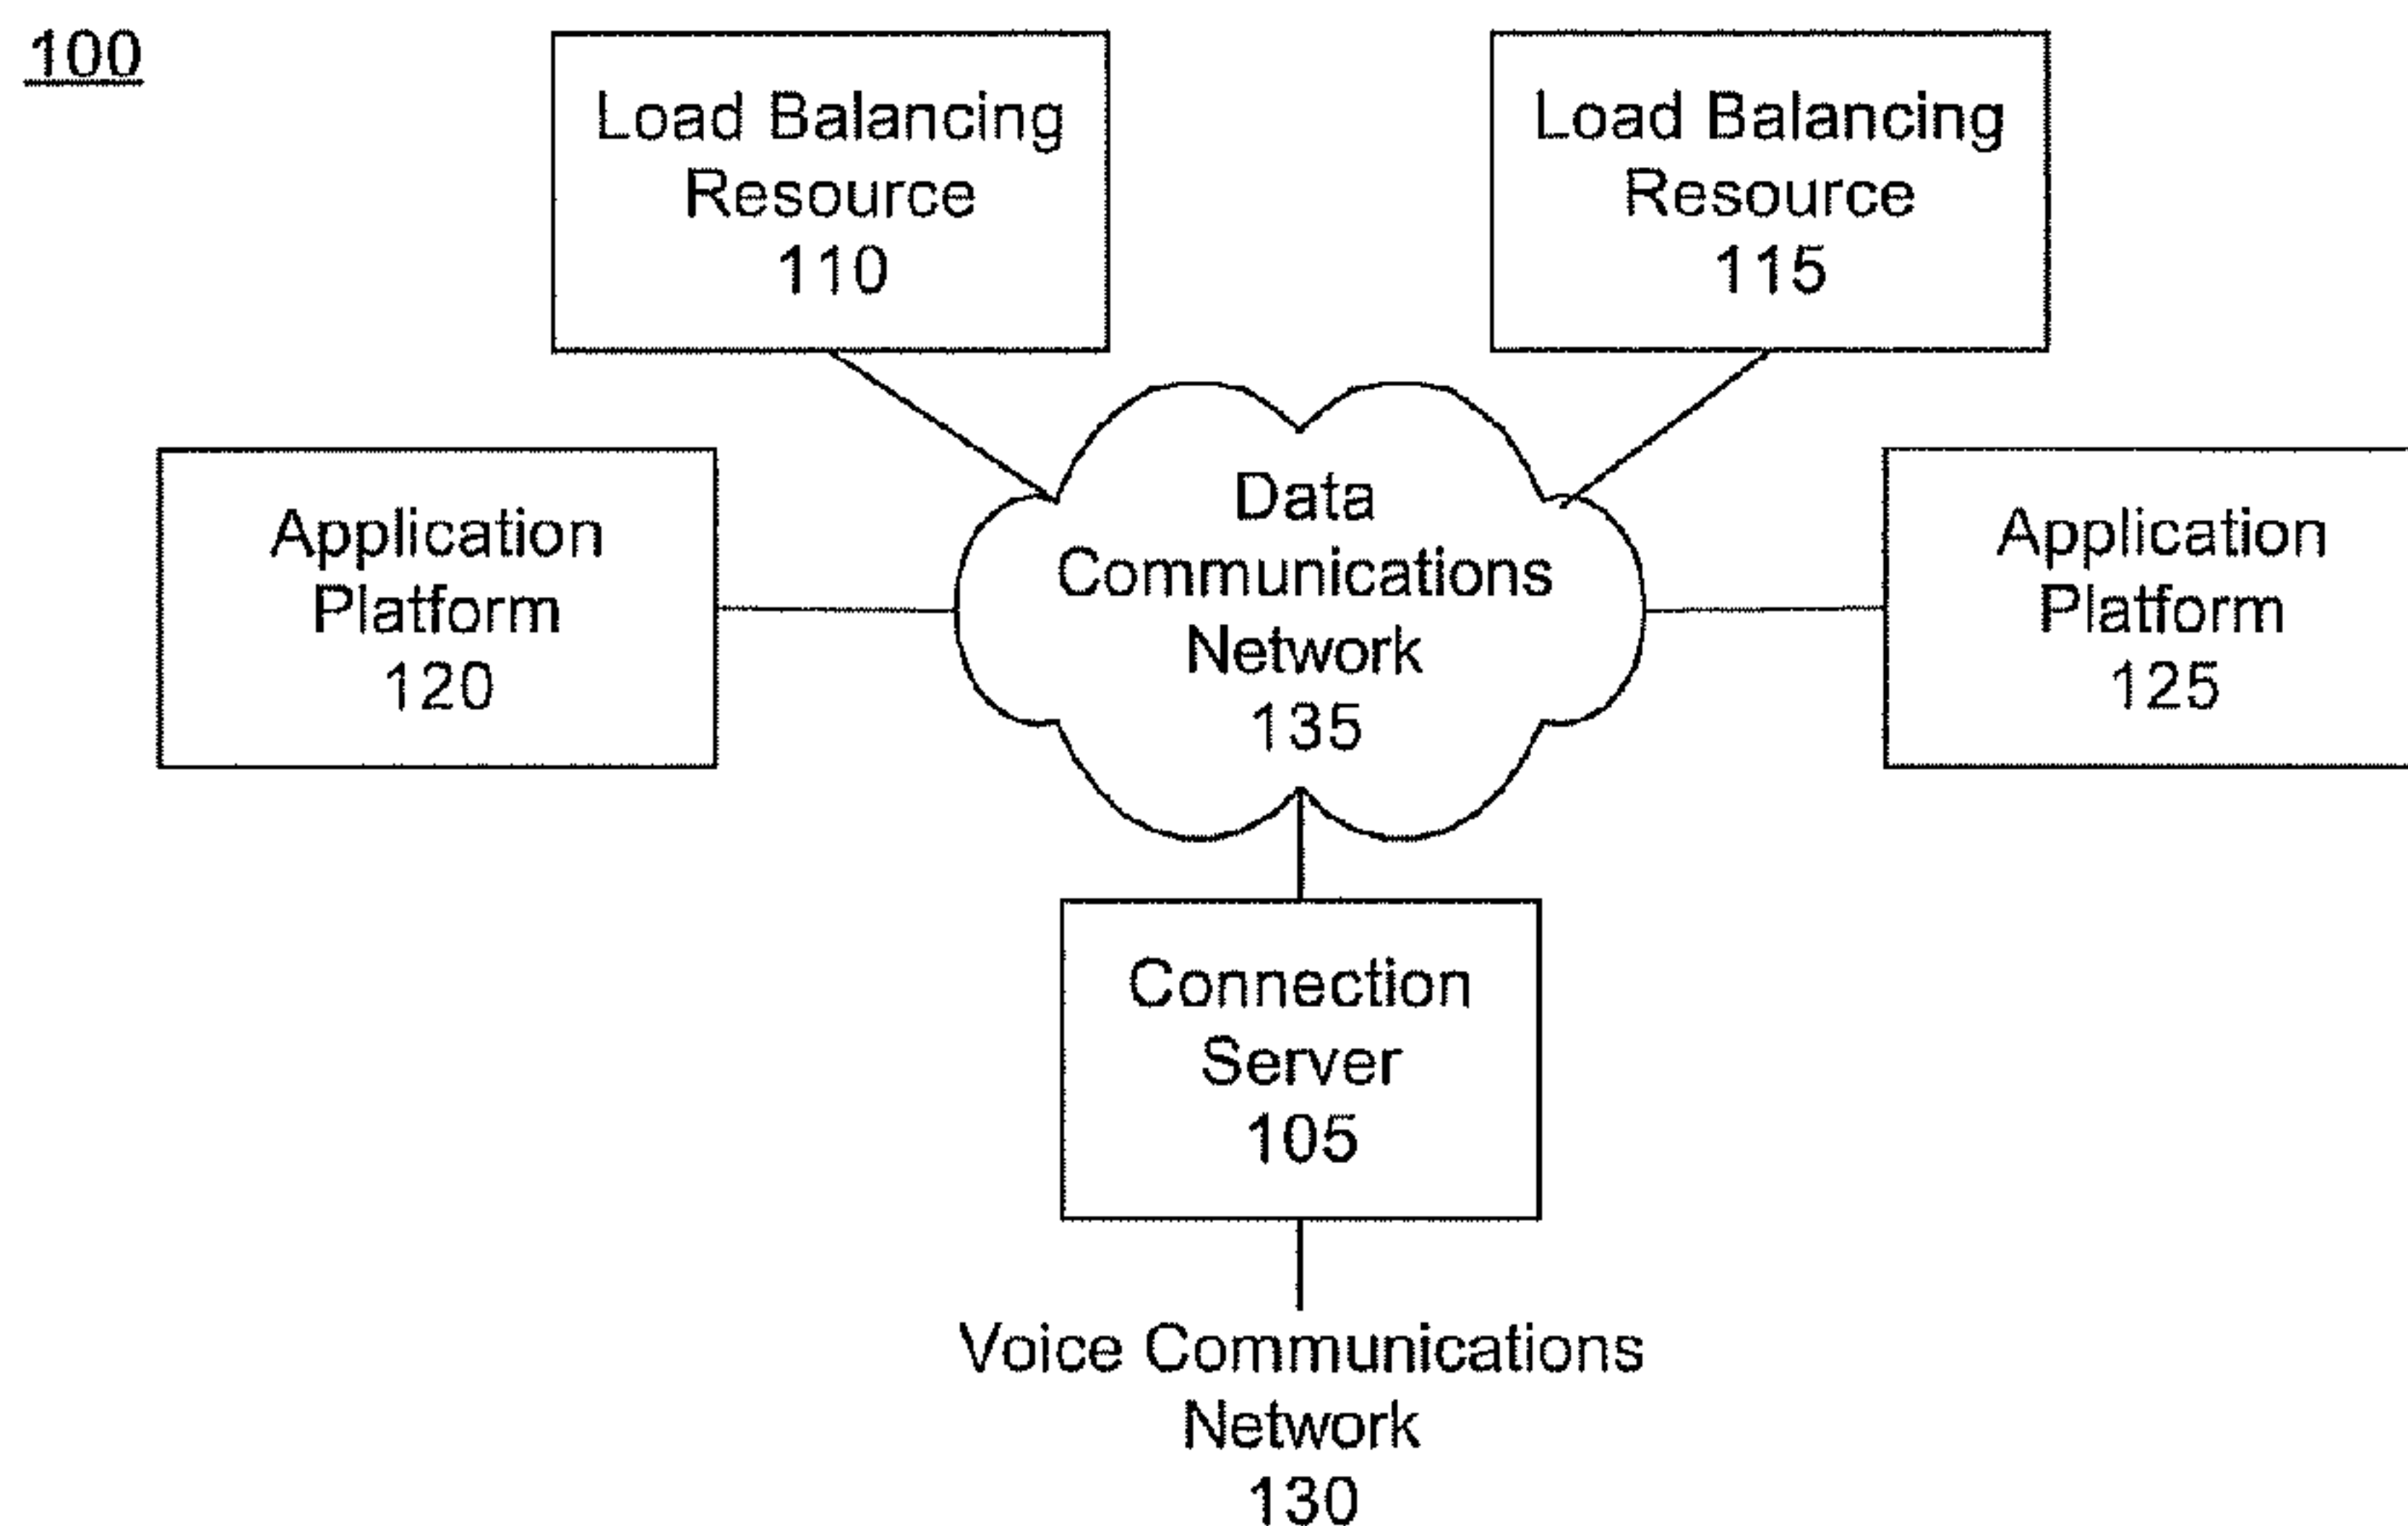 100
Load Balancing
Resource
110
Load Balancing
Resource
115
Application
Platform
120
Data
Communications
Network
135
Application
Platform
125
Connection
Server
105
Voice Communications
Network
130